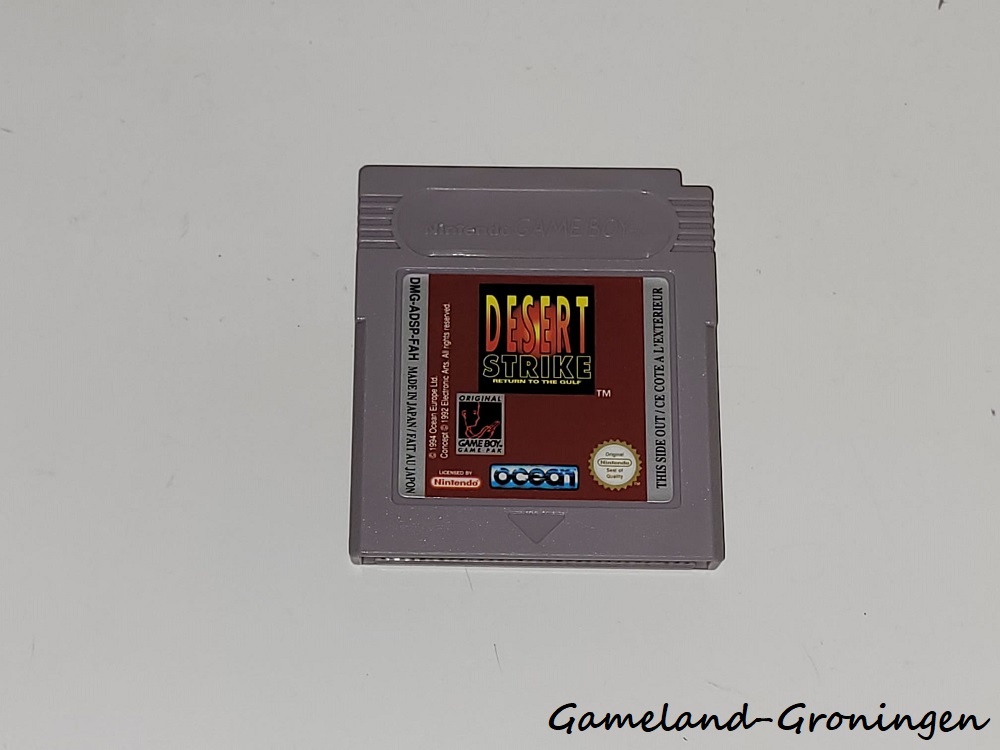 Nintendo GAME BOY
DMG-ADSP-FAH MADE IN JAPAN/FAIT AU JAPON
© 1994 Ocean Europe Ltd.
Concept © 1992 Electronic Arts. All rights reserved.
DESERT
STRIKE
RETURN TO THE GULF
TM
ORIGINAL
GAME BOY
GAME PAK
LICENSED BY
Nintendo
ocean
Original
Nintendo
Seal of
Quality
THIS SIDE OUT / CE COTE A L'EXTERIEUR
Gameland-Groningen